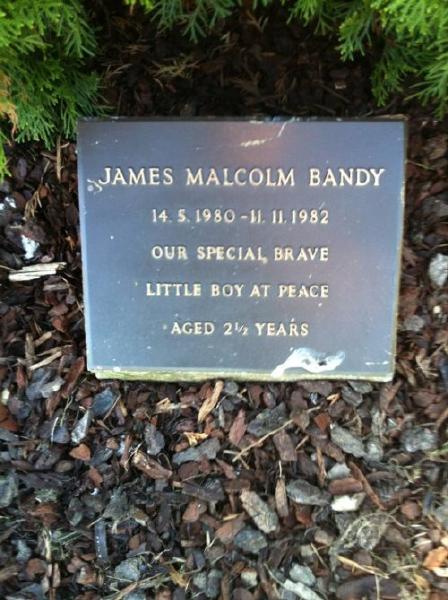 JAMES MALCOLM BANDY
14.5.1980-11.11.1982
OUR SPECIAL, BRAVE
LITTLE BOY AT PEACE
AGED 2½ YEARS